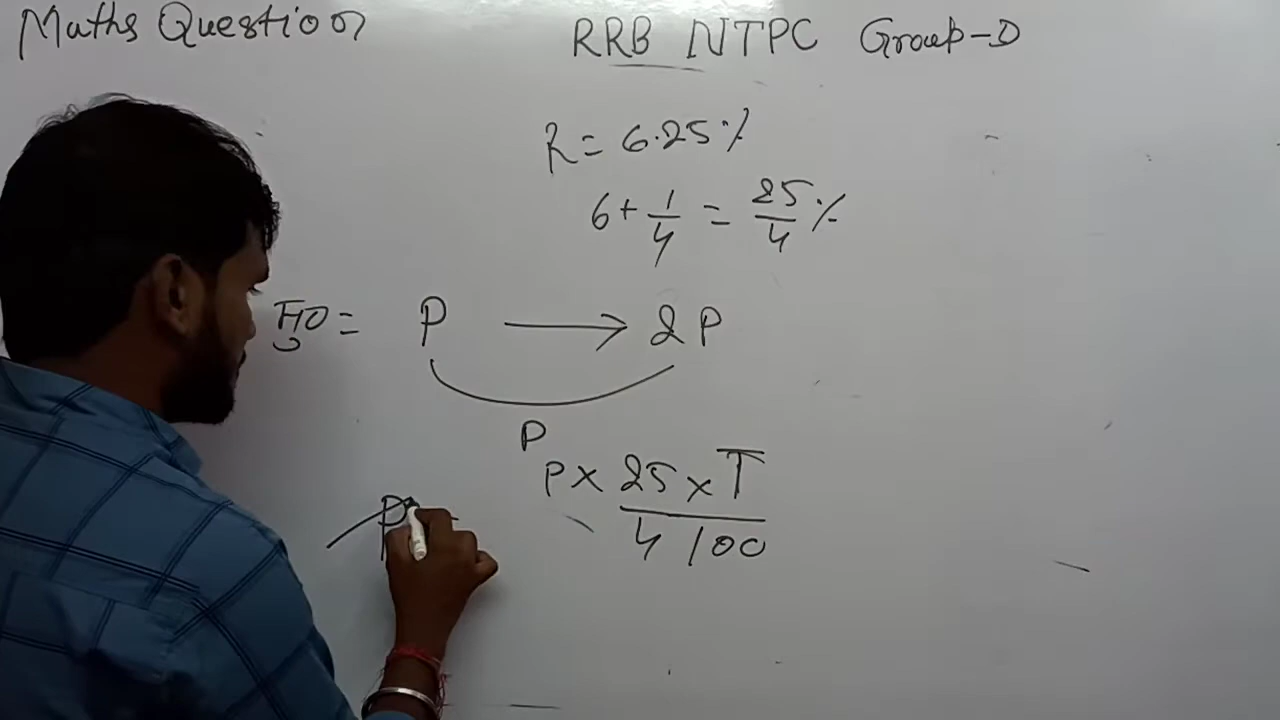 Maths Question
RRB NTPC Group-D
R = 6.25%
6 + 1/4 = 25/4 %
P → 2P
P
P × 25 × T
4 100
P